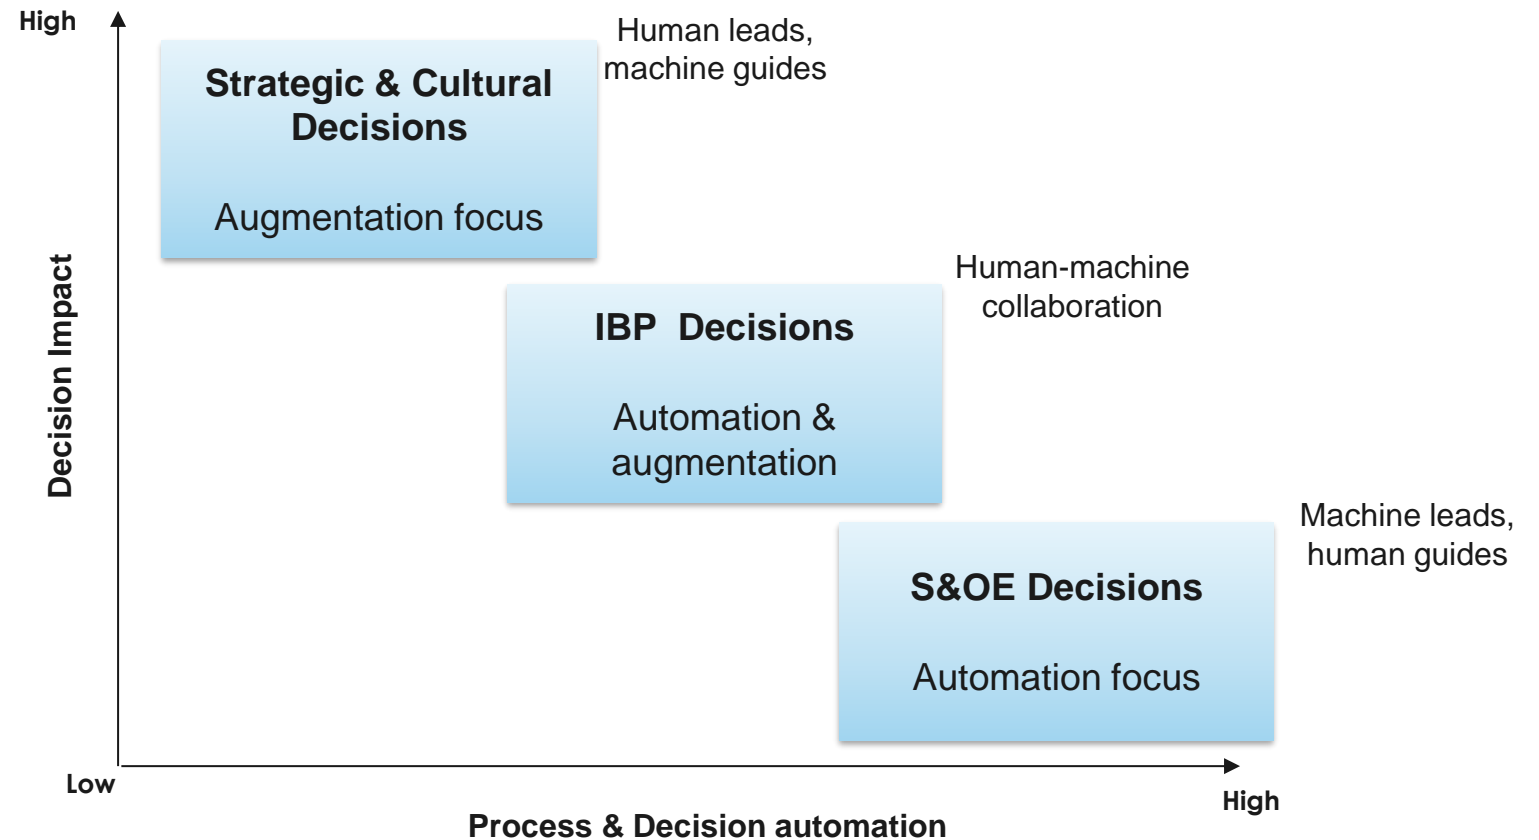 High
Human leads,
machine guides
Strategic & Cultural
Decisions
Augmentation focus
Human-machine
collaboration
IBP  Decisions
Automation &
augmentation
Decision Impact
Machine leads,
human guides
S&OE Decisions
Automation focus
Low
High
Process & Decision automation